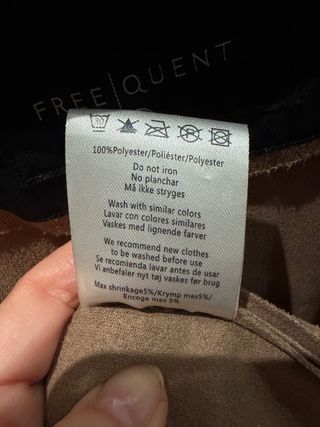 FREE|QUENT
30
100%Polyester/Poliéster/Polyester
Do not iron
No planchar
Må ikke stryges
Wash with similar colors
Lavar con colores similares
Vaskes med lignende farver
We recommend new clothes
to be washed before use
Se recomienda lavar antes de usar
Vi anbefaler nyt tøj vaskes før brug
Max shrinkage5%/Krymp max5%/
Encoge max 5%